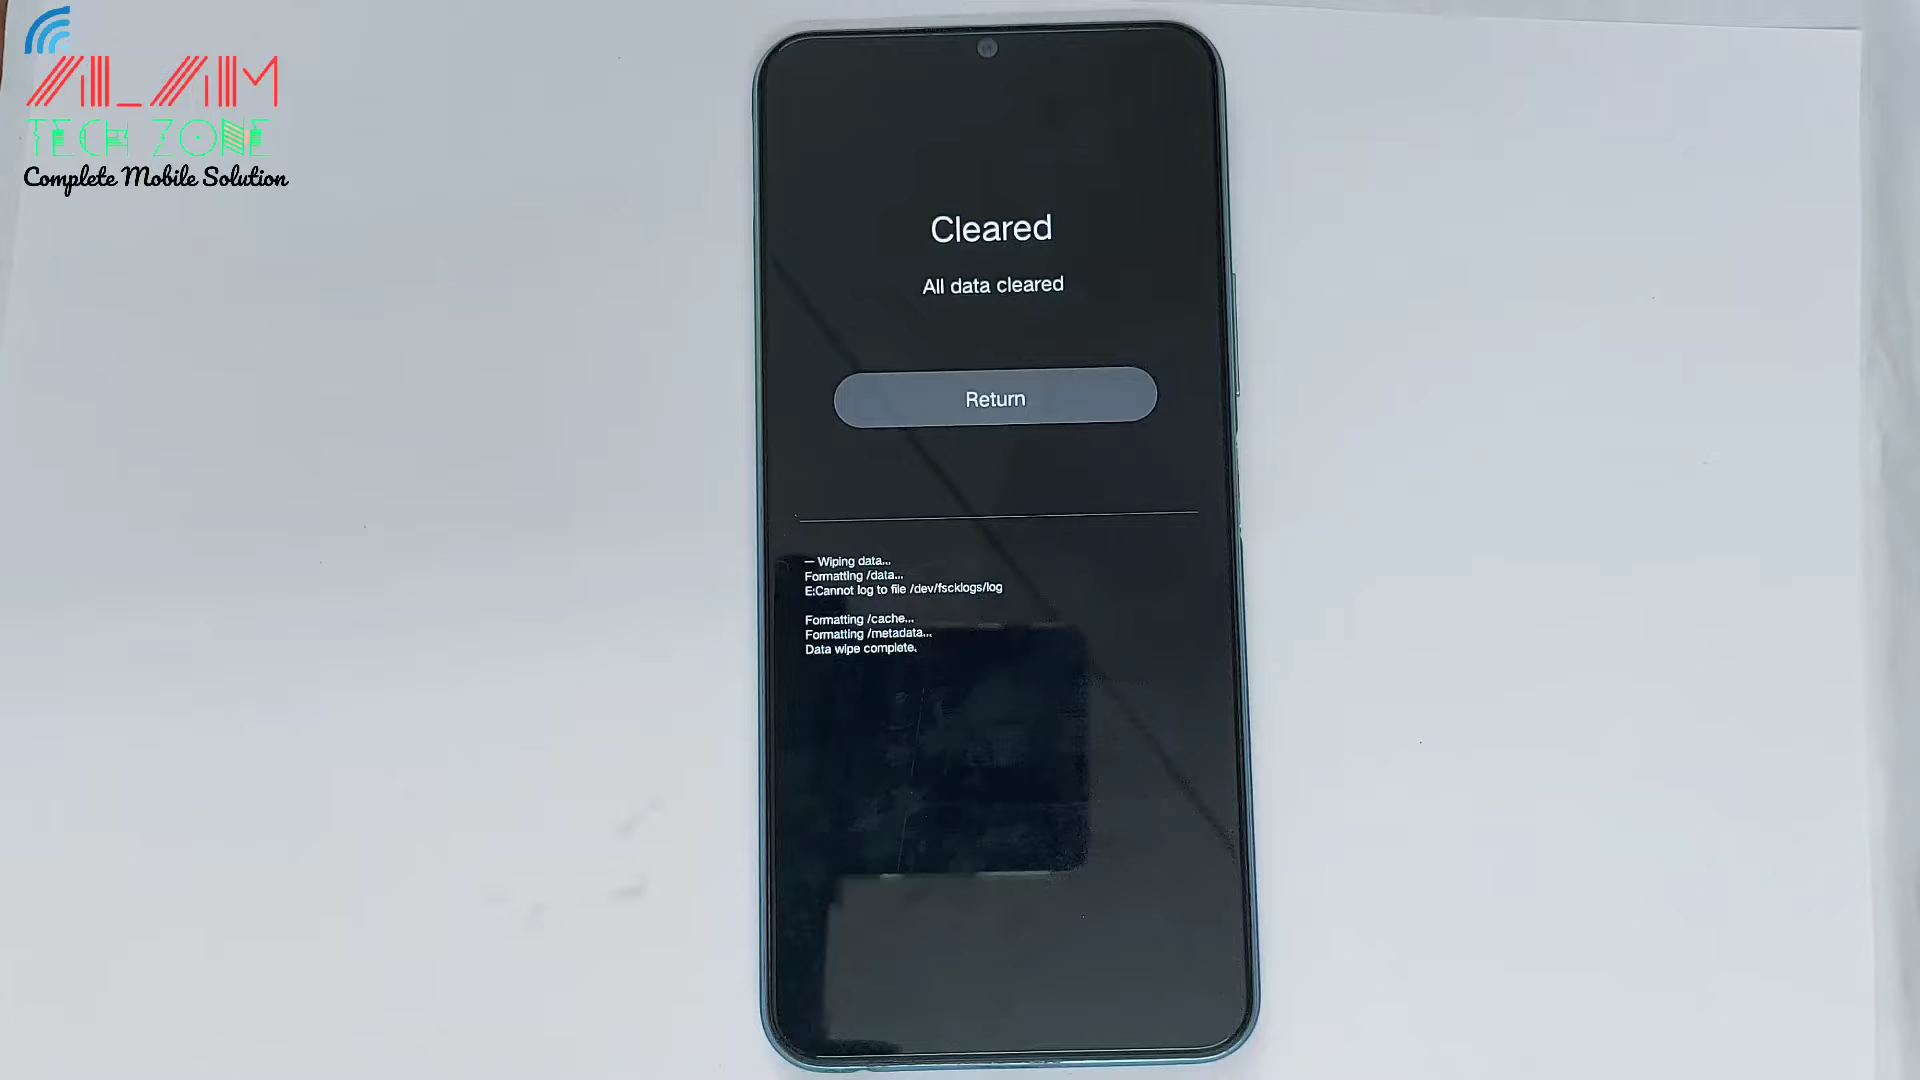 ALAM
TECH ZONE
Complete Mobile Solution
Cleared
All data cleared
Return
— Wiping data...
Formatting /data...
E:Cannot log to file /dev/fscklogs/log
Formatting /cache...
Formatting /metadata...
Data wipe complete.